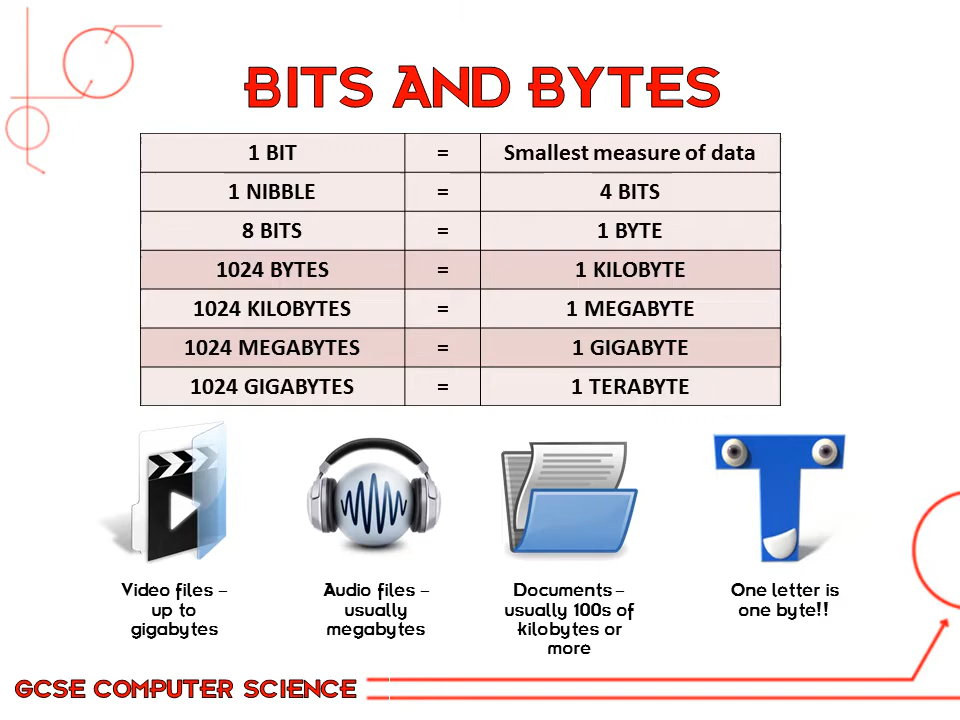 BITS AND BYTES
1 BIT = Smallest measure of data
1 NIBBLE = 4 BITS
8 BITS = 1 BYTE
1024 BYTES = 1 KILOBYTE
1024 KILOBYTES = 1 MEGABYTE
1024 MEGABYTES = 1 GIGABYTE
1024 GIGABYTES = 1 TERABYTE
Video files –
up to
gigabytes
Audio files –
usually
megabytes
Documents –
usually 100s of
kilobytes or
more
One letter is
one byte!!
GCSE COMPUTER SCIENCE